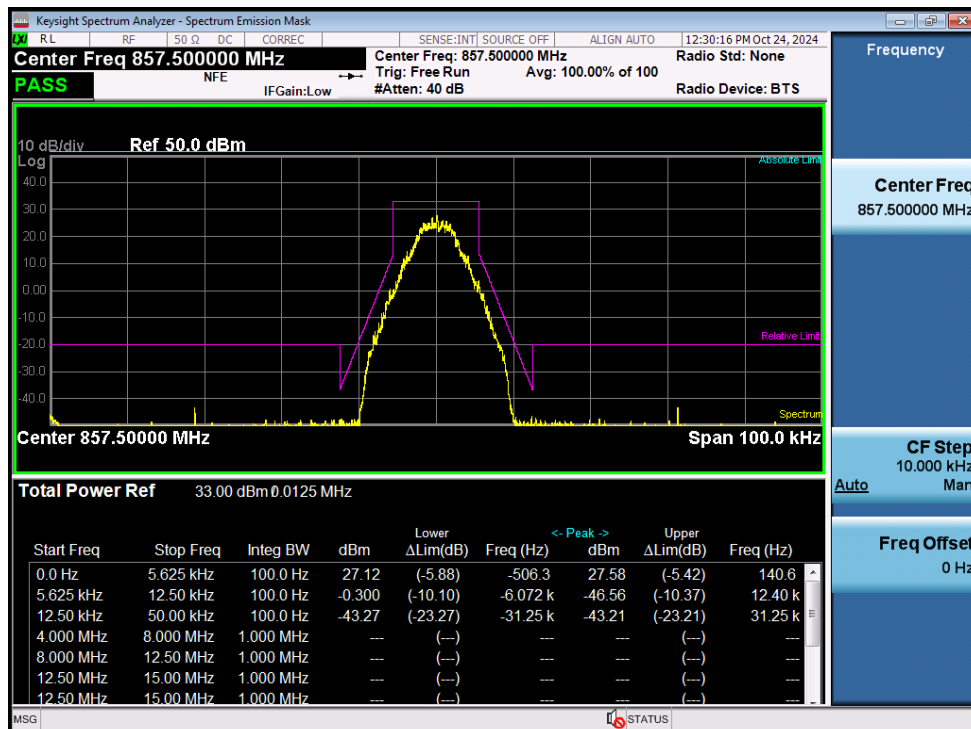 Keysight Spectrum Analyzer - Spectrum Emission Mask
LXI RL RF 50 Ω DC CORREC SENSE:INT SOURCE OFF ALIGN AUTO 12:30:16 PM Oct 24, 2024
Center Freq 857.500000 MHz
Center Freq: 857.500000 MHz Radio Std: None
NFE Trig: Free Run Avg: 100.00% of 100
PASS IFGain:Low #Atten: 40 dB Radio Device: BTS
10 dB/div Ref 50.0 dBm
Log Absolute Limit
40.0
30.0
20.0
10.0
0.00
-10.0
-20.0 Relative Limit
-30.0
-40.0
Spectrum
Center 857.50000 MHz Span 100.0 kHz
Total Power Ref 33.00 dBm / 0.0125 MHz
Lower <- Peak -> Upper
Start Freq Stop Freq Integ BW dBm ΔLim(dB) Freq (Hz) dBm ΔLim(dB) Freq (Hz)
0.0 Hz 5.625 kHz 100.0 Hz 27.12 (-5.88) -506.3 27.58 (-5.42) 140.6
5.625 kHz 12.50 kHz 100.0 Hz -0.300 (-10.10) -6.072 k -46.56 (-10.37) 12.40 k
12.50 kHz 50.00 kHz 100.0 Hz -43.27 (-23.27) -31.25 k -43.21 (-23.21) 31.25 k
4.000 MHz 8.000 MHz 1.000 MHz --- (---) --- --- (---) ---
8.000 MHz 12.50 MHz 1.000 MHz --- (---) --- --- (---) ---
12.50 MHz 15.00 MHz 1.000 MHz --- (---) --- --- (---) ---
12.50 MHz 15.00 MHz 1.000 MHz --- (---) --- --- (---) ---
MSG STATUS
Frequency
Center Freq
857.500000 MHz
CF Step
10.000 kHz
Auto Man
Freq Offset
0 Hz